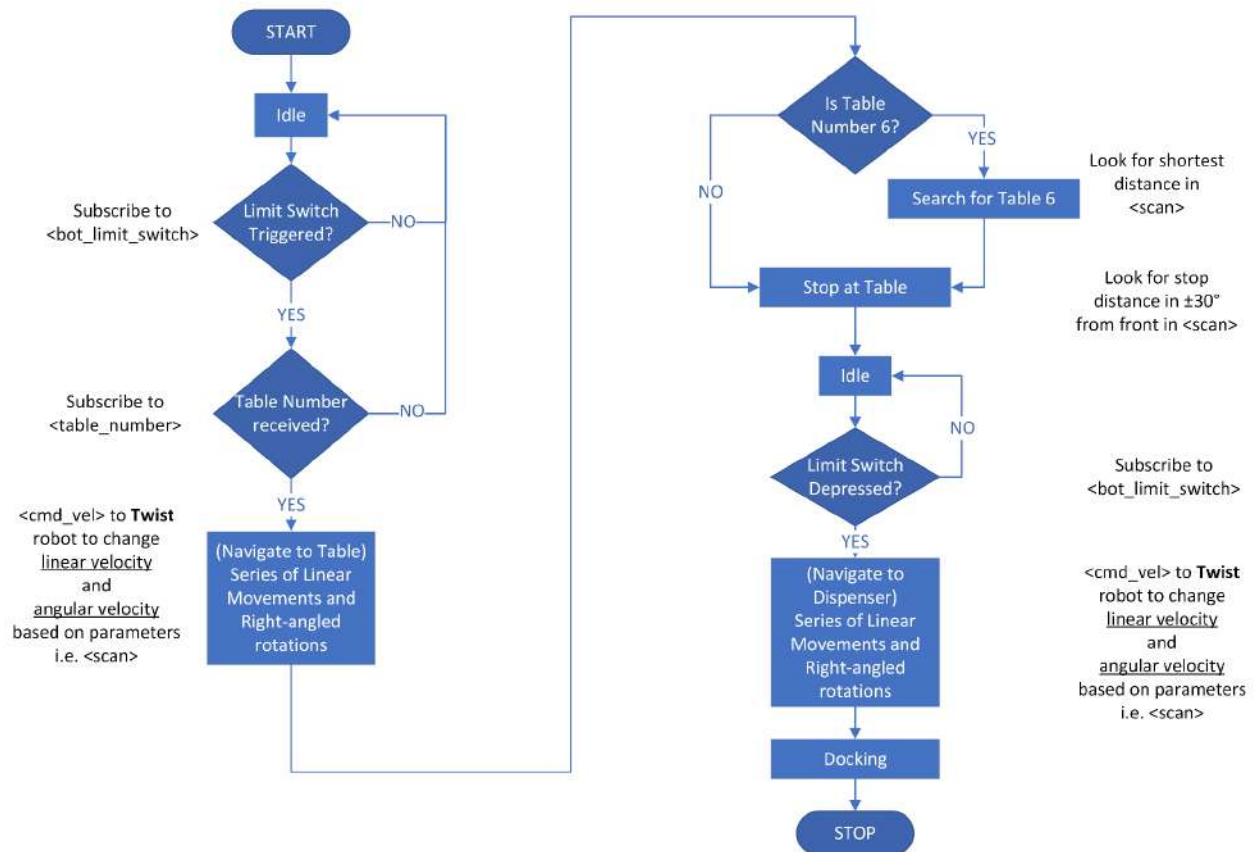 START
Idle
Subscribe to
<bot_limit_switch>
Limit Switch
Triggered?
NO
YES
Subscribe to
<table_number>
Table Number
received?
NO
YES
<cmd_vel> to Twist
robot to change
linear velocity
and
angular velocity
based on parameters
i.e. <scan>
(Navigate to Table)
Series of Linear
Movements and
Right-angled
rotations
Is Table
Number 6?
YES
NO
Search for Table 6
Look for shortest
distance in
<scan>
Stop at Table
Look for stop
distance in ±30°
from front in <scan>
Idle
NO
Limit Switch
Depressed?
Subscribe to
<bot_limit_switch>
YES
(Navigate to
Dispenser)
Series of Linear
Movements and
Right-angled
rotations
<cmd_vel> to Twist
robot to change
linear velocity
and
angular velocity
based on parameters
i.e. <scan>
Docking
STOP